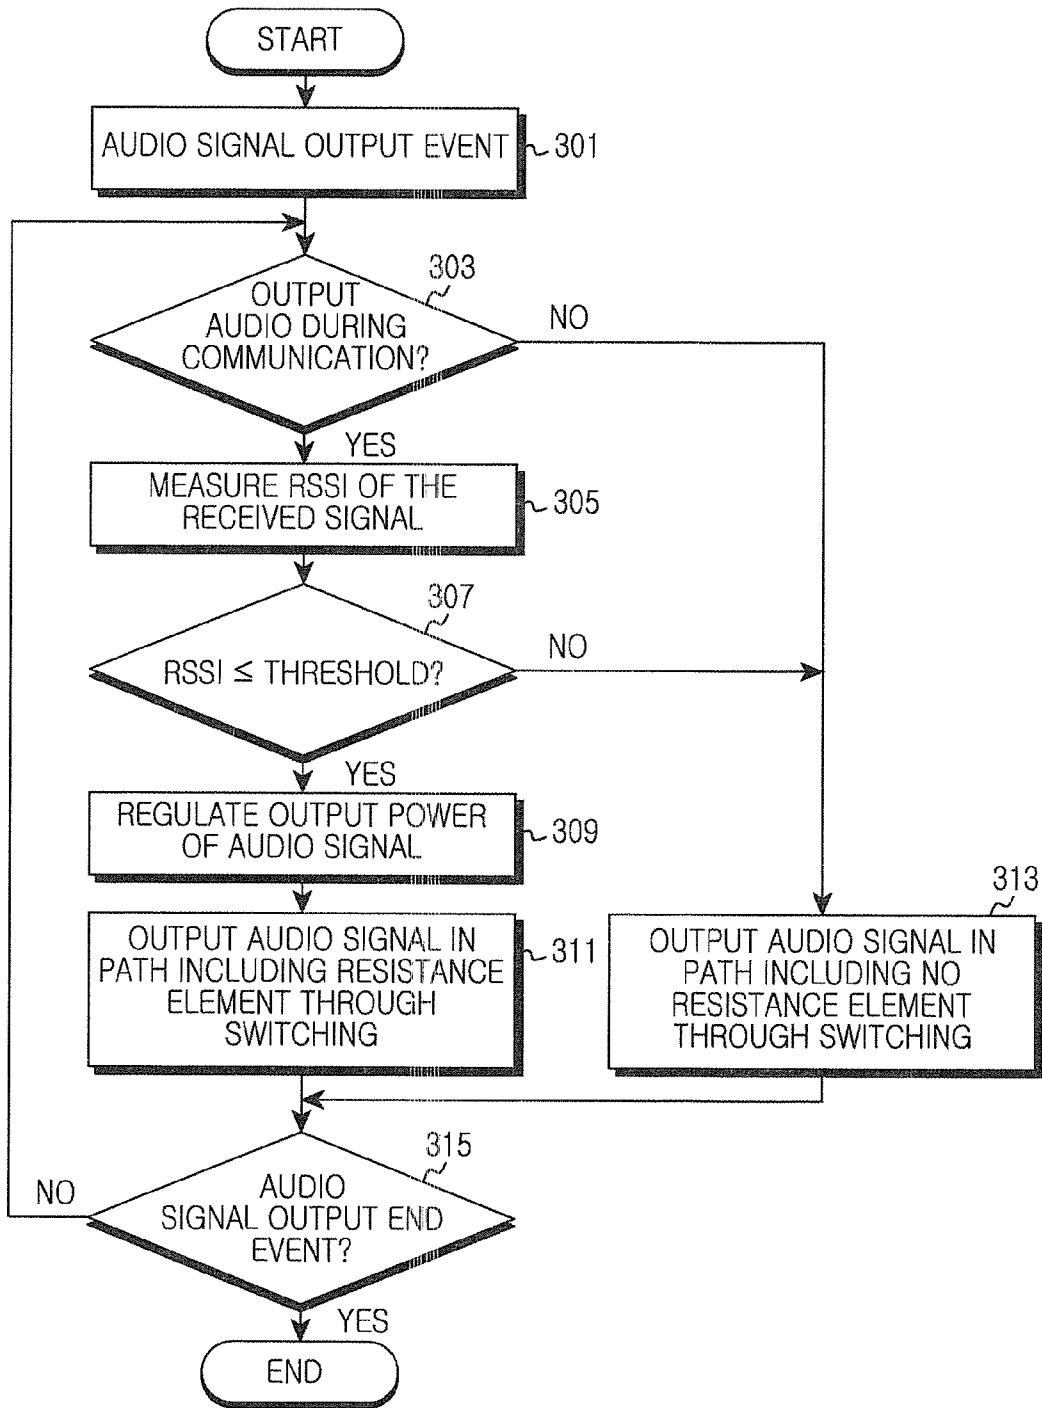 START
AUDIO SIGNAL OUTPUT EVENT
301
303
OUTPUT
AUDIO DURING
COMMUNICATION?
NO
YES
MEASURE RSSI OF THE
RECEIVED SIGNAL
305
307
RSSI ≤ THRESHOLD?
NO
YES
REGULATE OUTPUT POWER
OF AUDIO SIGNAL
309
OUTPUT AUDIO SIGNAL IN
PATH INCLUDING RESISTANCE
ELEMENT THROUGH
SWITCHING
311
313
OUTPUT AUDIO SIGNAL IN
PATH INCLUDING NO
RESISTANCE ELEMENT
THROUGH SWITCHING
315
AUDIO
SIGNAL OUTPUT END
EVENT?
NO
YES
END